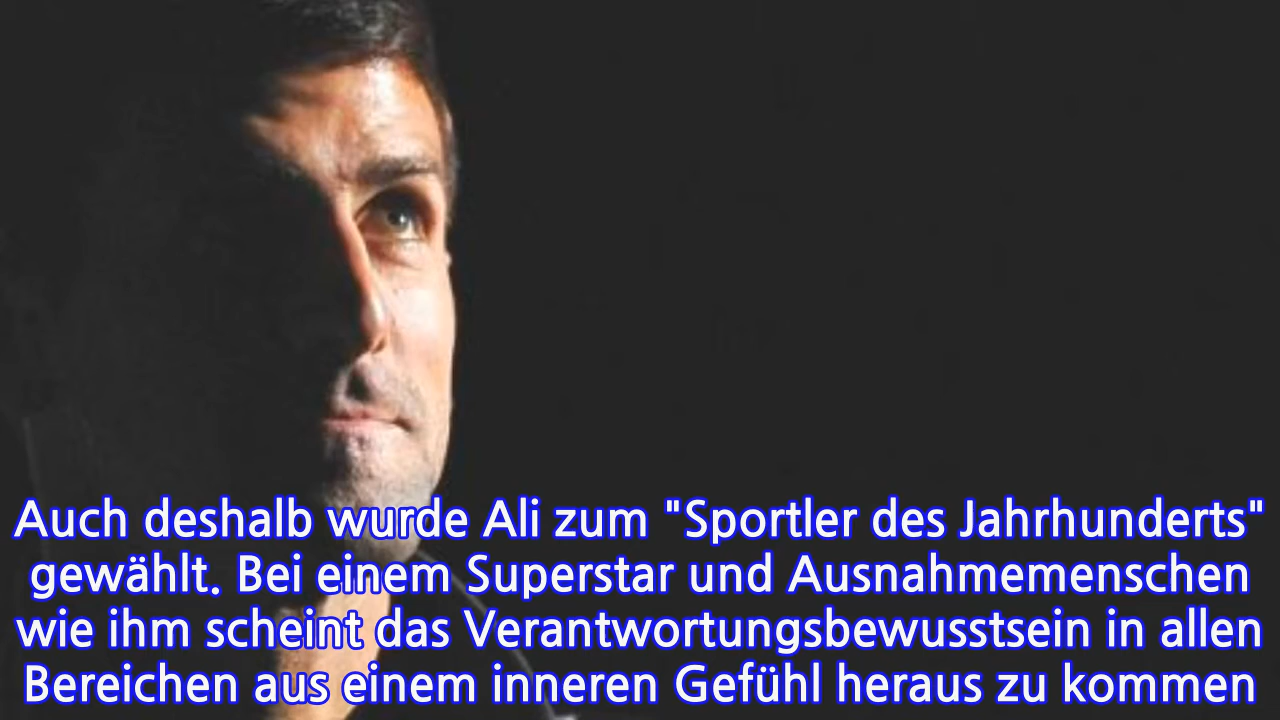 Auch deshalb wurde Ali zum "Sportler des Jahrhunderts"
gewählt. Bei einem Superstar und Ausnahmemenschen
wie ihm scheint das Verantwortungsbewusstsein in allen
Bereichen aus einem inneren Gefühl heraus zu kommen